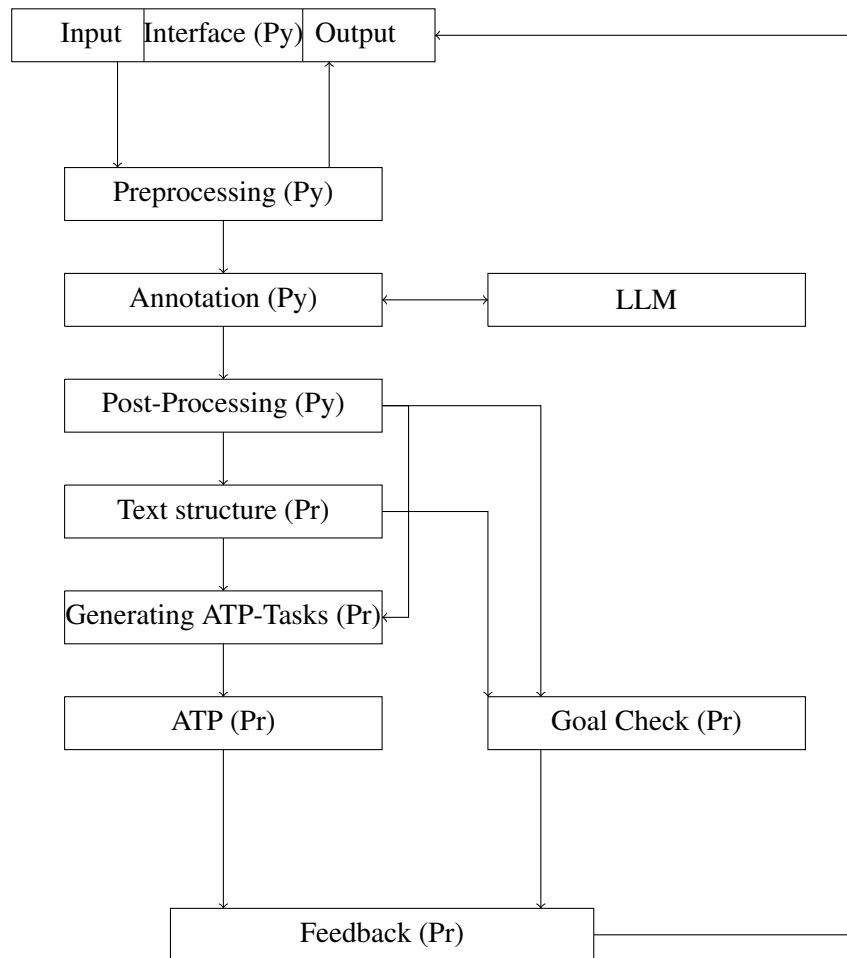 Input Interface (Py) Output
Preprocessing (Py)
Annotation (Py) LLM
Post-Processing (Py)
Text structure (Pr)
Generating ATP-Tasks (Pr)
ATP (Pr) Goal Check (Pr)
Feedback (Pr)